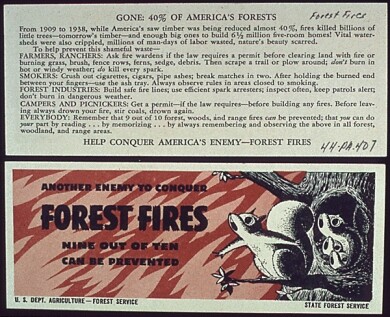 GONE: 40% OF AMERICA'S FORESTS
Forest Fires
From 1909 to 1938, while America's saw timber was being reduced almost 40%, fires killed billions of
little trees—tomorrow's timber—and enough big ones to build 6½ million five-room homes! Vital water-
sheds were also crippled, millions of man-days of labor wasted, nature's beauty scarred.
To help prevent this shameful waste—
FARMERS, RANCHERS: Ask fire wardens if the law requires a permit before clearing land with fire or
burning grass, brush, fence rows, ferns, sedge, debris. Then scrape a trail or plow around; don't burn in
hot or windy weather; do kill every spark.
SMOKERS: Crush out cigarettes, cigars, pipe ashes; break matches in two. After holding the burned end
between your fingers—use the ash tray. Always observe rules in areas closed to smoking.
FOREST INDUSTRIES: Build safe fire lines; use efficient spark arresters; inspect often, keep patrols alert;
don't burn in dangerous weather.
CAMPERS AND PICNICKERS: Get a permit—if the law requires—before building any fires. Before leav-
ing always drown your fire, stir coals, drown again.
EVERYBODY: Remember that 9 out of 10 forest, woods, and range fires can be prevented; that you can do
your part by reading . . . by memorizing . . . by always remembering and observing the above in all forest,
woodland, and range areas.
HELP CONQUER AMERICA'S ENEMY—FOREST FIRES
44-PA-407
ANOTHER ENEMY TO CONQUER
FOREST FIRES
NINE OUT OF TEN
CAN BE PREVENTED
U. S. DEPT. AGRICULTURE—FOREST SERVICE
STATE FOREST SERVICE